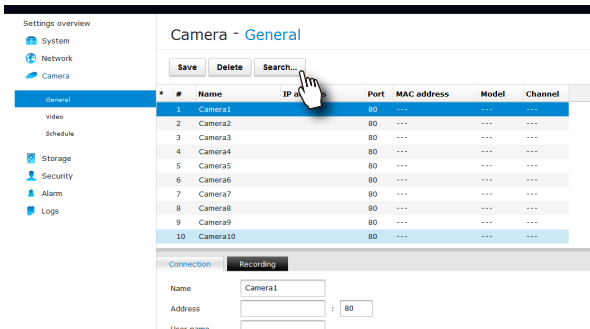 Settings overview
System
Network
Camera
General
Video
Schedule
Storage
Security
Alarm
Logs
Camera - General
Save Delete Search...
* # Name IP a s Port MAC address Model Channel
1 Camera1 80 --- --- ---
2 Camera2 80 --- --- ---
3 Camera3 80 --- --- ---
4 Camera4 80 --- --- ---
5 Camera5 80 --- --- ---
6 Camera6 80 --- --- ---
7 Camera7 80 --- --- ---
8 Camera8 80 --- --- ---
9 Camera9 80 --- --- ---
10 Camera10 80 --- --- ---
Connection Recording
Name Camera1
Address : 80
User name